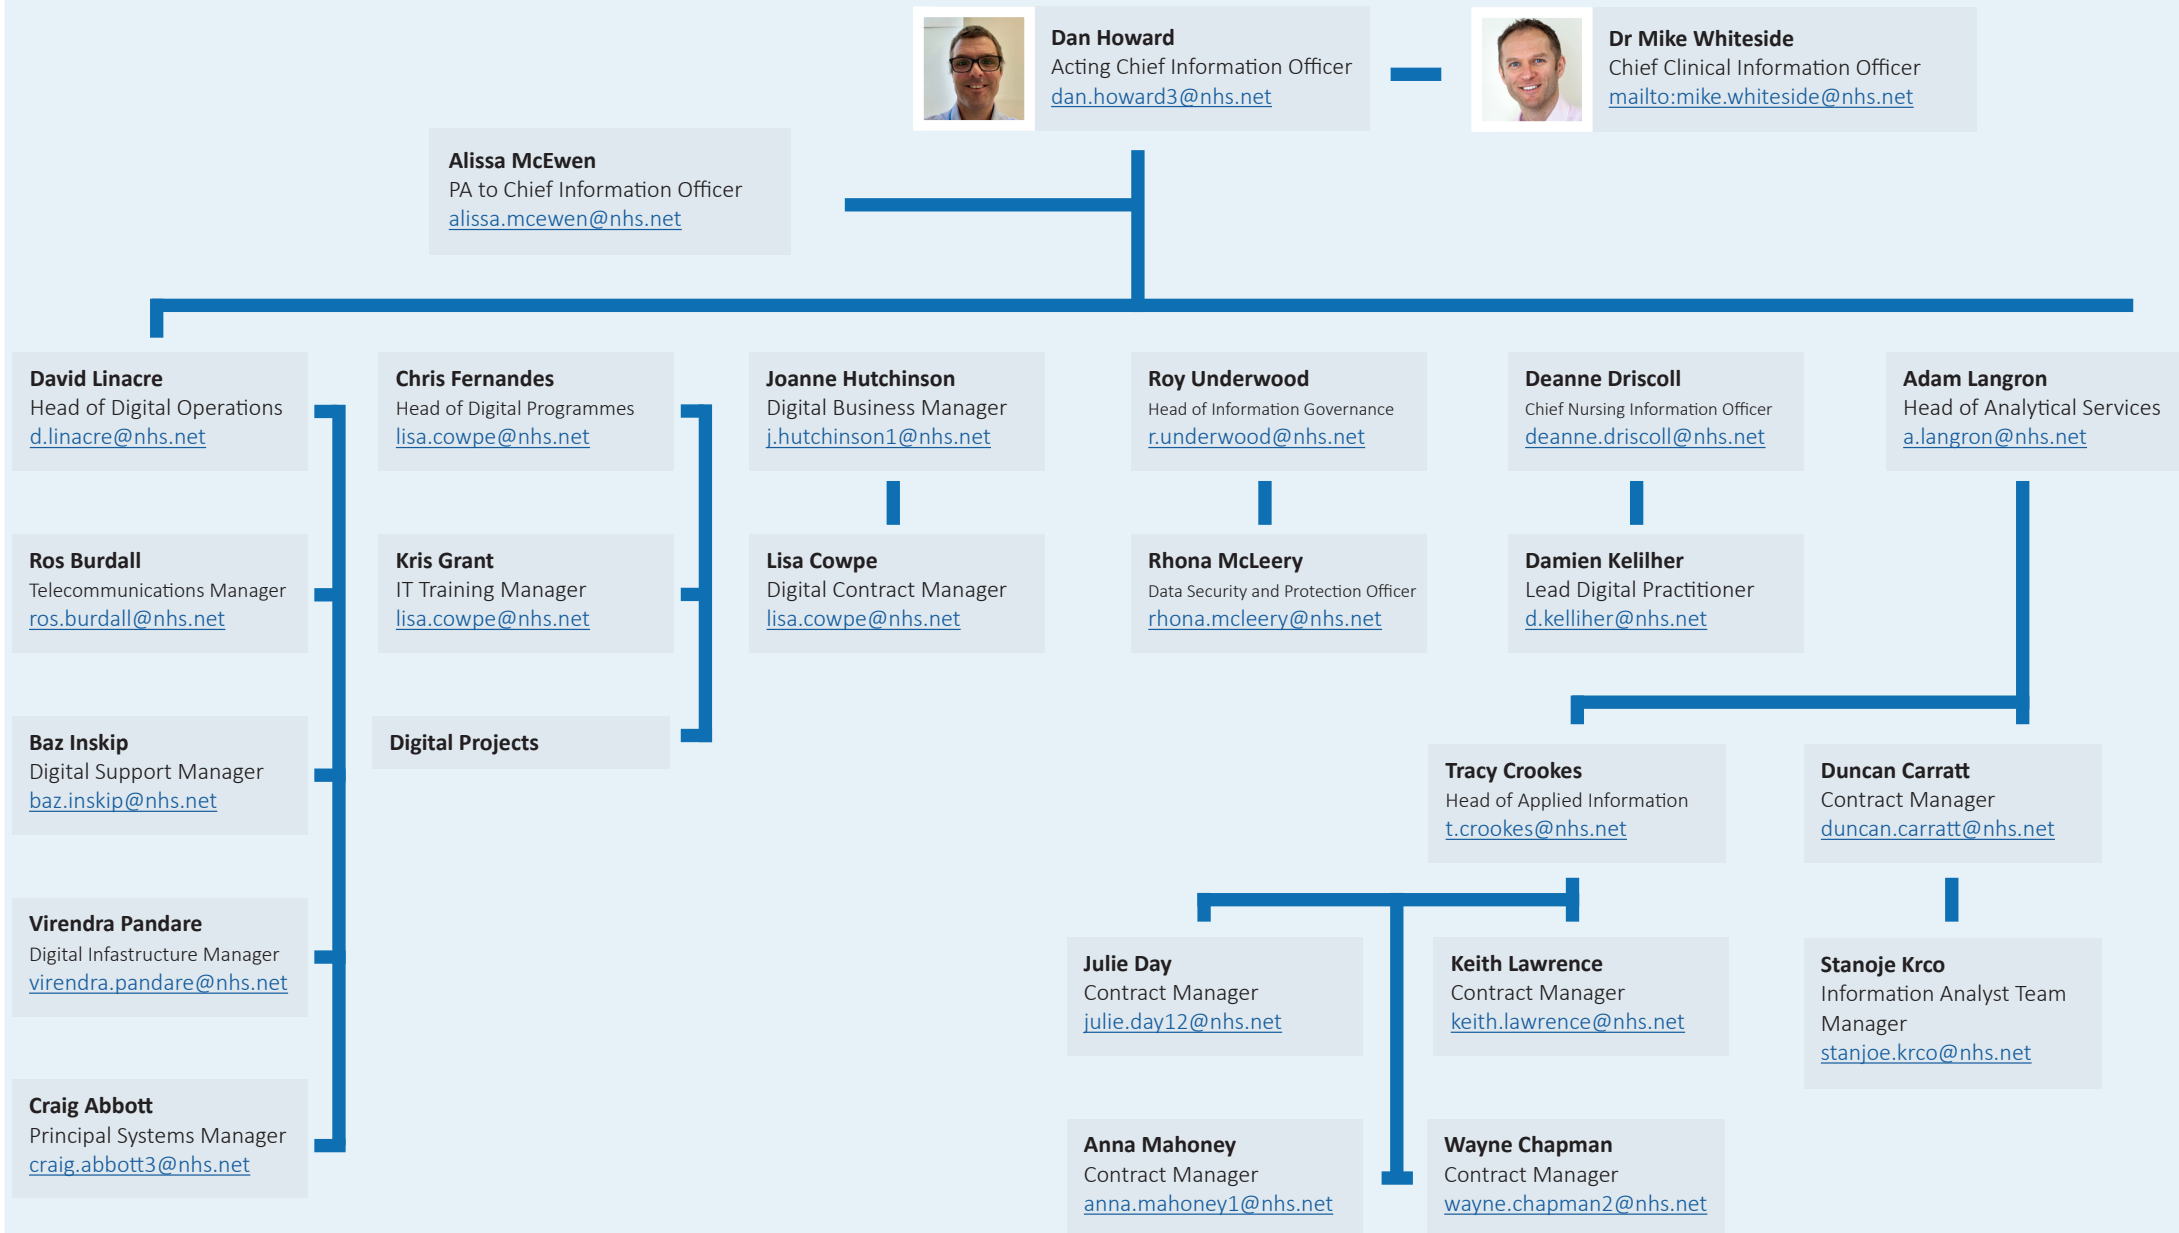 Dan Howard
Acting Chief Information Officer
dan.howard3@nhs.net
Dr Mike Whiteside
Chief Clinical Information Officer
mailto:mike.whiteside@nhs.net
Alissa McEwen
PA to Chief Information Officer
alissa.mcewen@nhs.net
David Linacre
Head of Digital Operations
d.linacre@nhs.net
Chris Fernandes
Head of Digital Programmes
lisa.cowpe@nhs.net
Joanne Hutchinson
Digital Business Manager
j.hutchinson1@nhs.net
Roy Underwood
Head of Information Governance
r.underwood@nhs.net
Deanne Driscoll
Chief Nursing Information Officer
deanne.driscoll@nhs.net
Adam Langron
Head of Analytical Services
a.langron@nhs.net
Ros Burdall
Telecommunications Manager
ros.burdall@nhs.net
Kris Grant
IT Training Manager
lisa.cowpe@nhs.net
Lisa Cowpe
Digital Contract Manager
lisa.cowpe@nhs.net
Rhona McLeery
Data Security and Protection Officer
rhona.mcleery@nhs.net
Damien Kelilher
Lead Digital Practitioner
d.kelliher@nhs.net
Baz Inskip
Digital Support Manager
baz.inskip@nhs.net
Digital Projects
Tracy Crookes
Head of Applied Information
t.crookes@nhs.net
Duncan Carratt
Contract Manager
duncan.carratt@nhs.net
Virendra Pandare
Digital Infastructure Manager
virendra.pandare@nhs.net
Julie Day
Contract Manager
julie.day12@nhs.net
Keith Lawrence
Contract Manager
keith.lawrence@nhs.net
Stanoje Krco
Information Analyst Team
Manager
stanjoe.krco@nhs.net
Craig Abbott
Principal Systems Manager
craig.abbott3@nhs.net
Anna Mahoney
Contract Manager
anna.mahoney1@nhs.net
Wayne Chapman
Contract Manager
wayne.chapman2@nhs.net